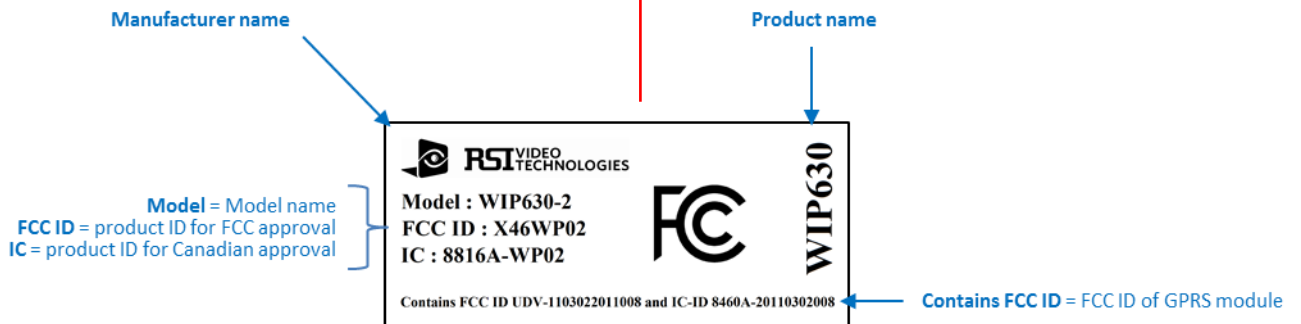 Manufacturer name
Product name
RSI VIDEO TECHNOLOGIES
Model : WIP630-2
FCC ID : X46WP02
IC : 8816A-WP02
FC
WIP630
Model = Model name
FCC ID = product ID for FCC approval
IC = product ID for Canadian approval
Contains FCC ID UDV-1103022011008 and IC-ID 8460A-20110302008
Contains FCC ID = FCC ID of GPRS module